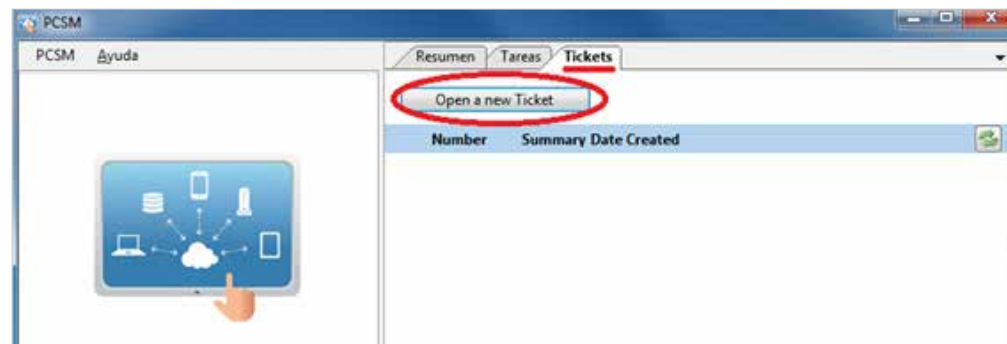 PCSM
PCSM Ayuda
Resumen Tareas Tickets
Open a new Ticket
Number Summary Date Created